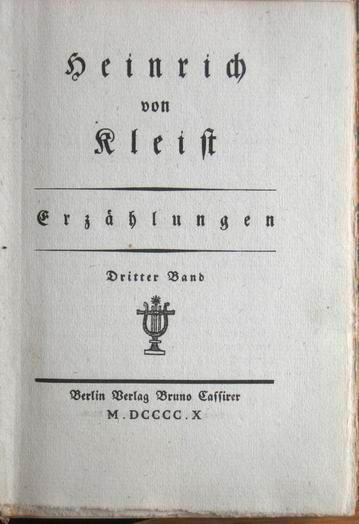 Heinrich
von
Kleist
Erzählungen
Dritter Band
Berlin Verlag Bruno Cassirer
M.DCCCC.X